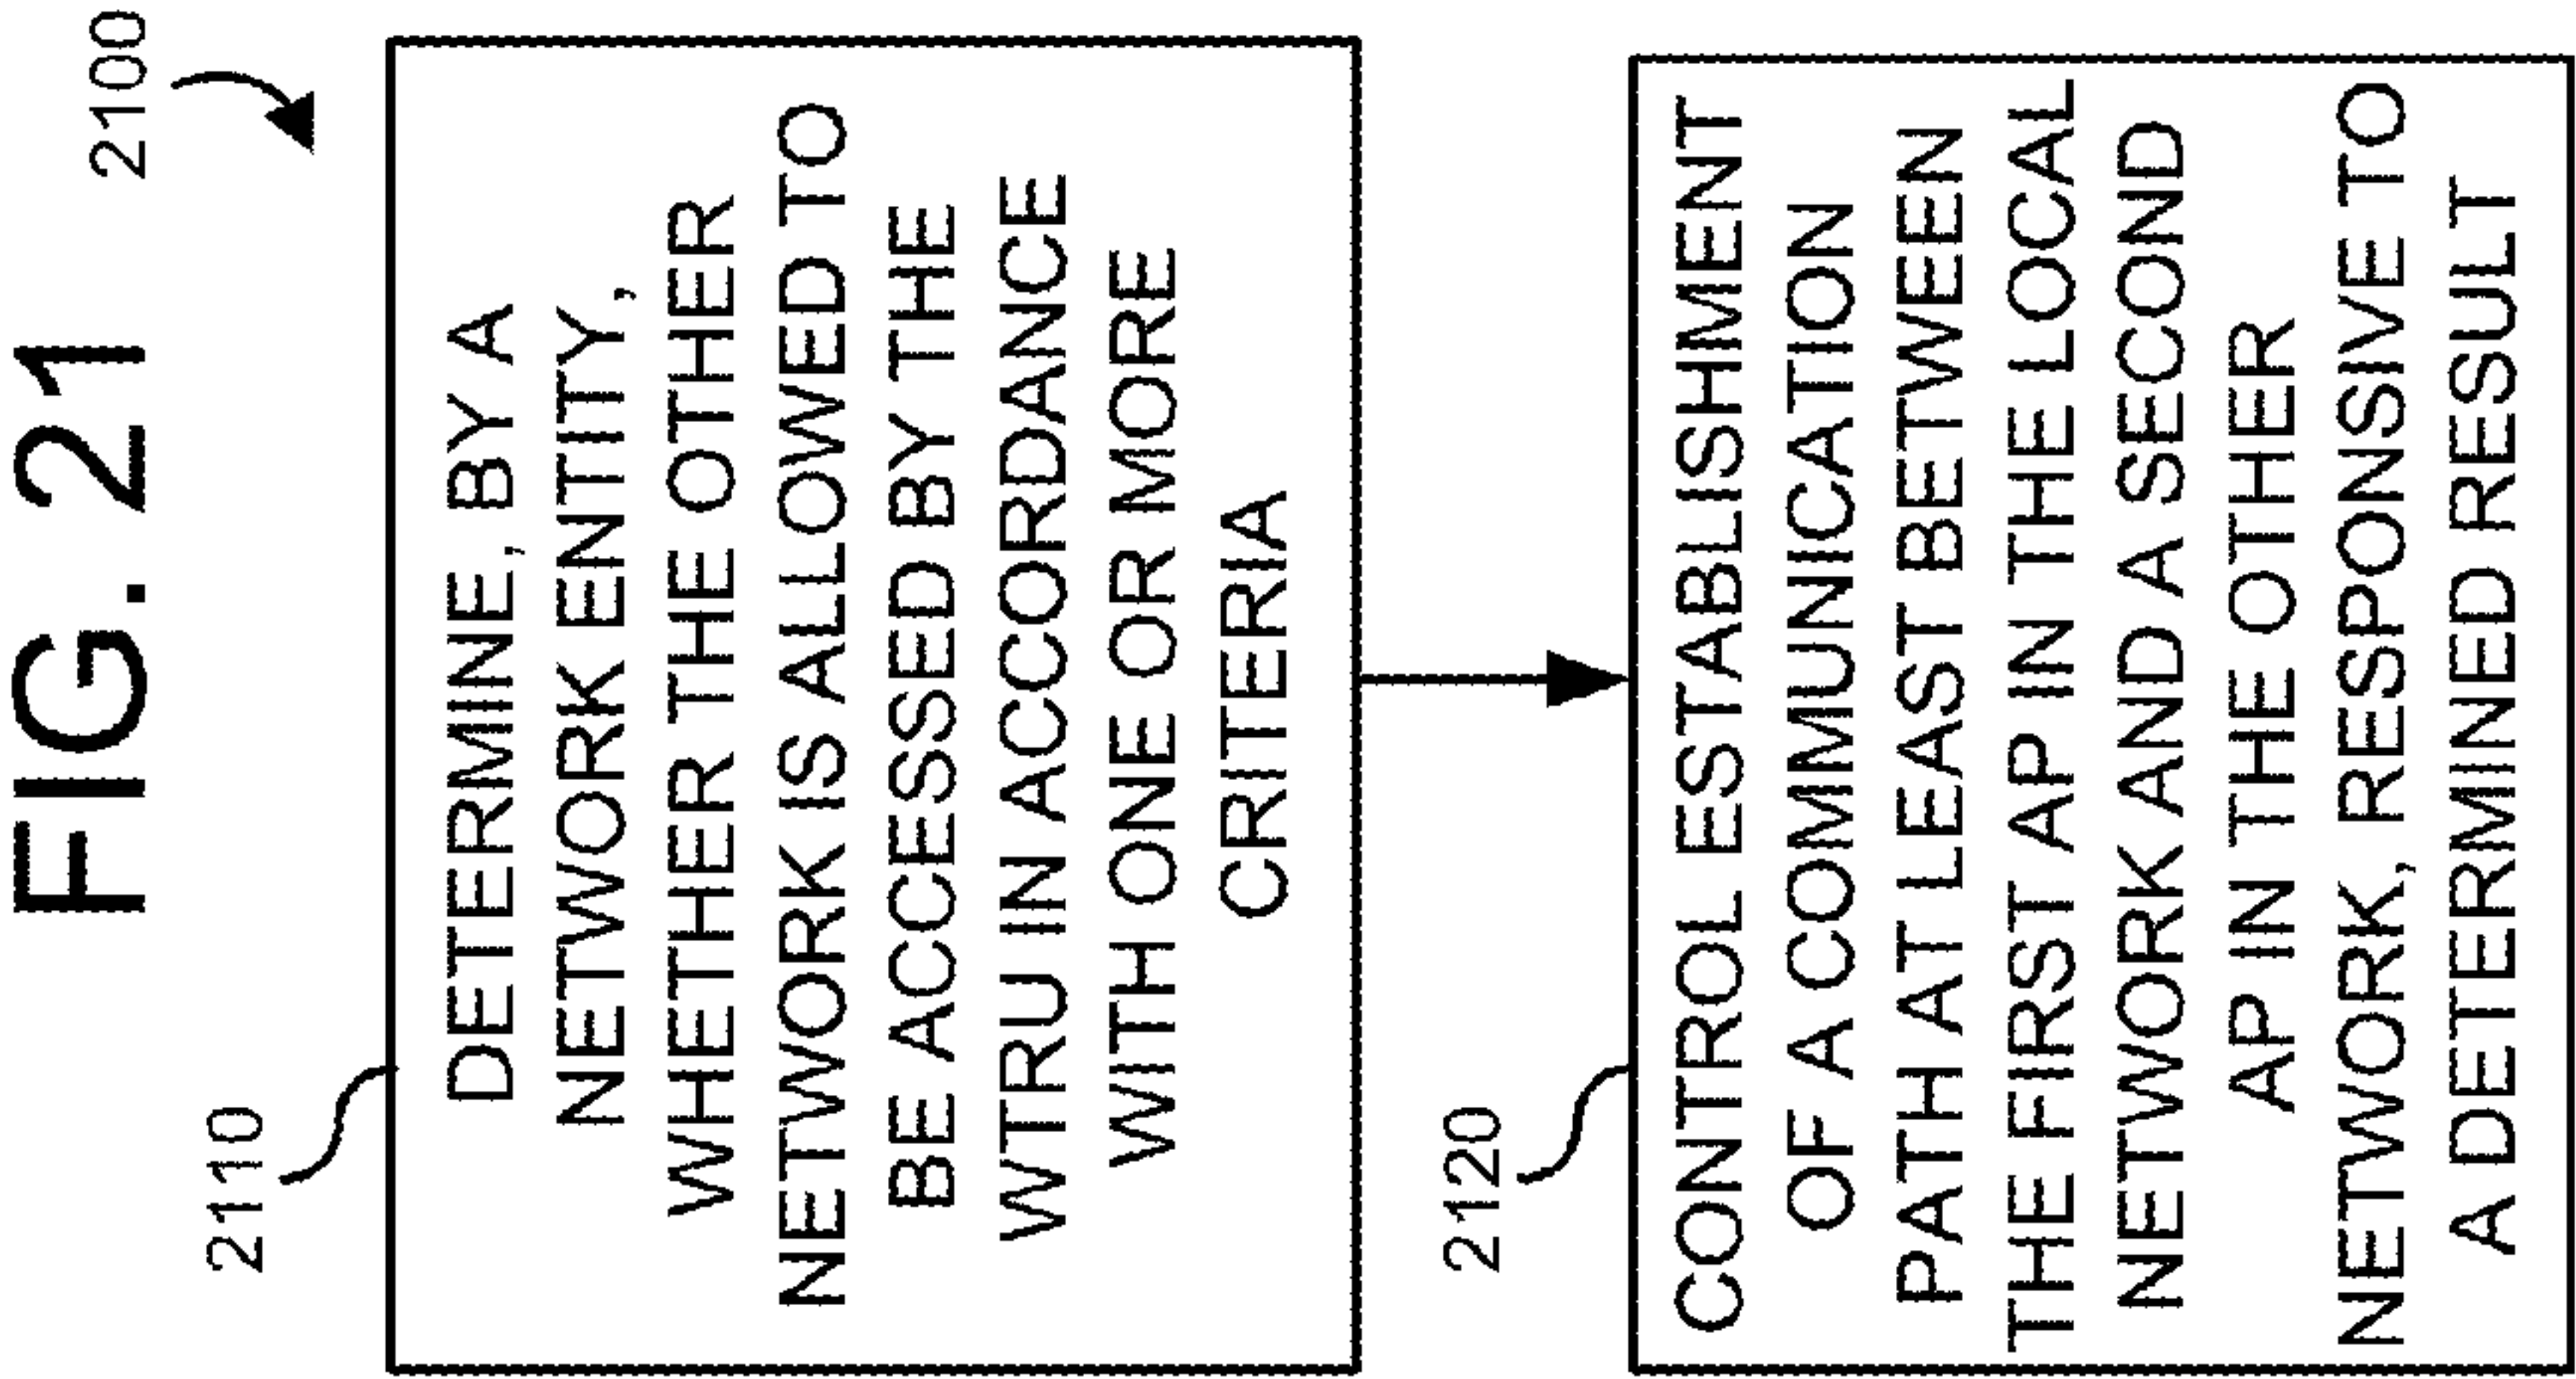 FIG. 21
2100
2110
DETERMINE, BY A
NETWORK ENTITY,
WHETHER THE OTHER
NETWORK IS ALLOWED TO
BE ACCESSED BY THE
WTRU IN ACCORDANCE
WITH ONE OR MORE
CRITERIA
2120
CONTROL ESTABLISHMENT
OF A COMMUNICATION
PATH AT LEAST BETWEEN
THE FIRST AP IN THE LOCAL
NETWORK AND A SECOND
AP IN THE OTHER
NETWORK, RESPONSIVE TO
A DETERMINED RESULT